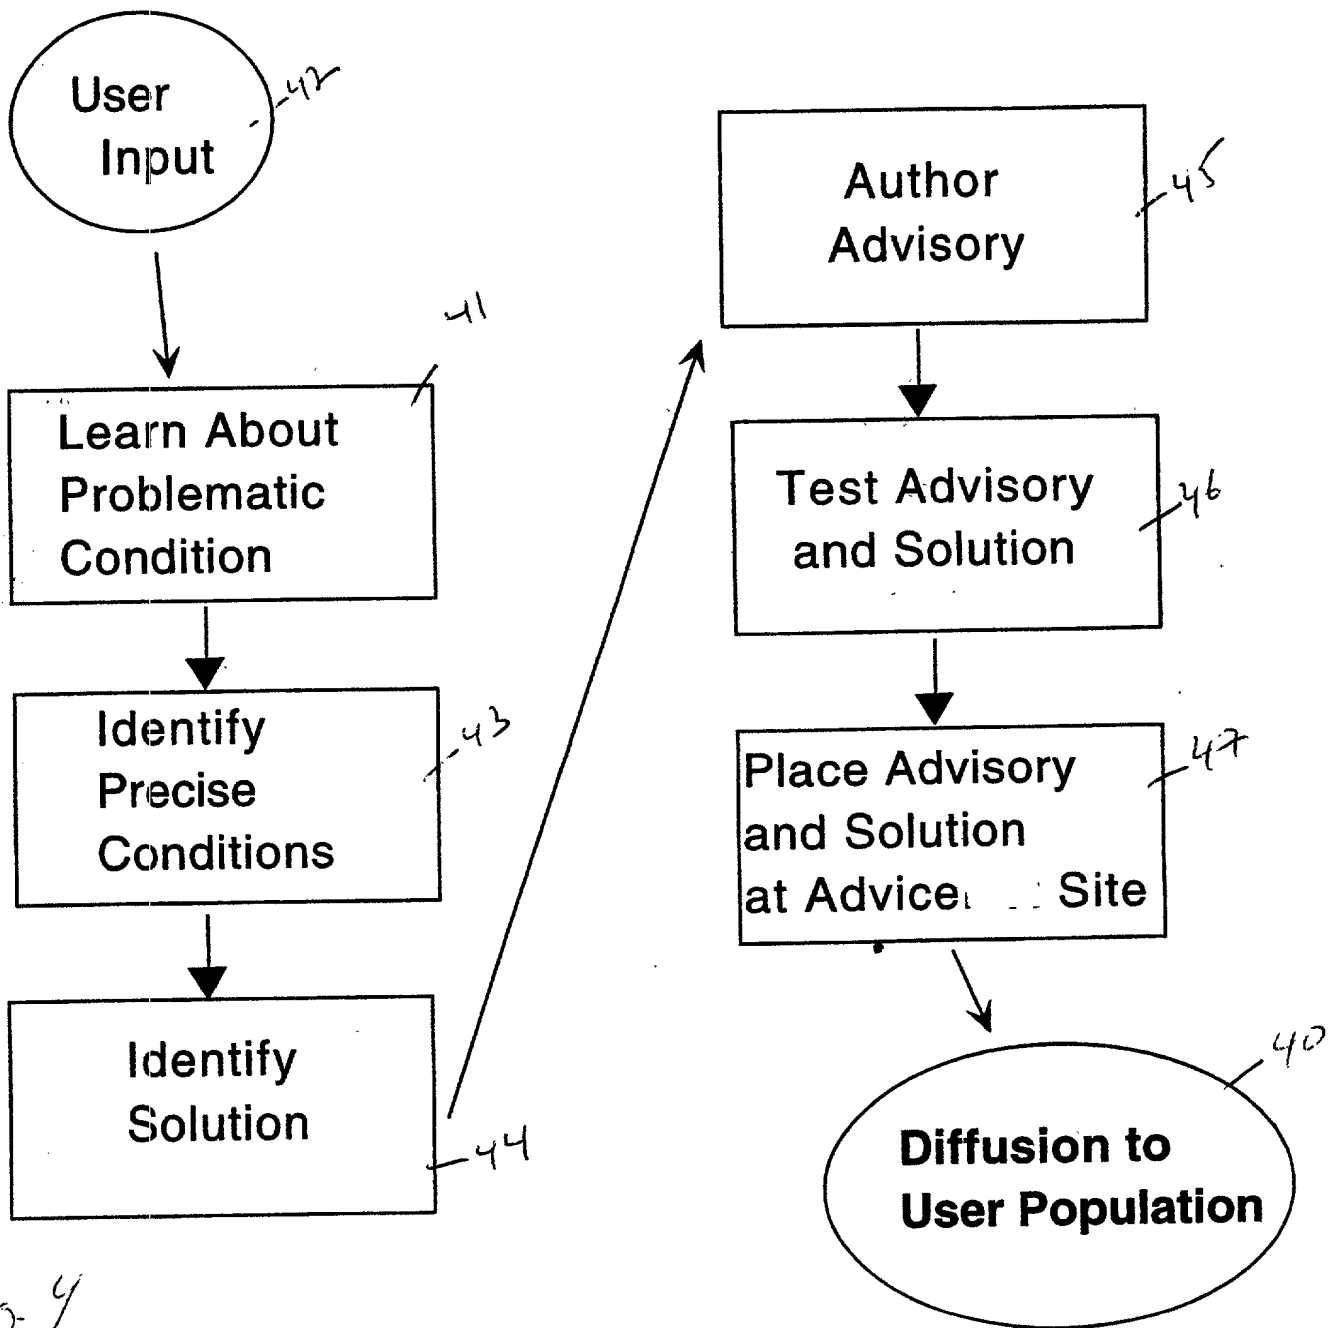 User
Input
42
41
Learn About
Problematic
Condition
Identify
Precise
Conditions
43
Identify
Solution
44
Author
Advisory
45
Test Advisory
and Solution
46
Place Advisory
and Solution
at Advice Site
47
Diffusion to
User Population
40
4